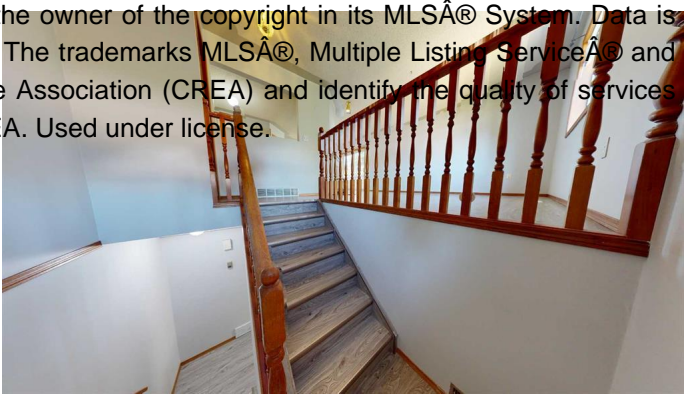 the owner of the copyright in its MLSÂ® System. Data is
The trademarks MLSÂ®, Multiple Listing ServiceÂ® and
e Association (CREA) and identify the quality of services
EA. Used under license.